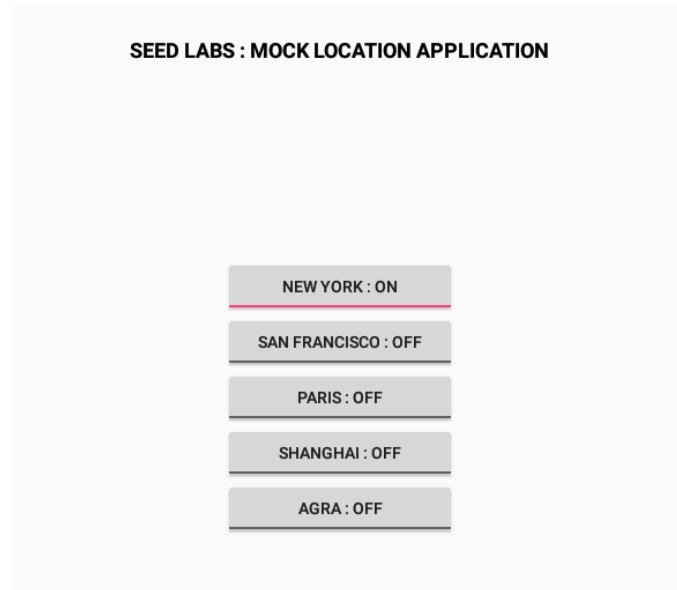 SEED LABS : MOCK LOCATION APPLICATION
NEW YORK : ON
SAN FRANCISCO : OFF
PARIS : OFF
SHANGHAI : OFF
AGRA : OFF